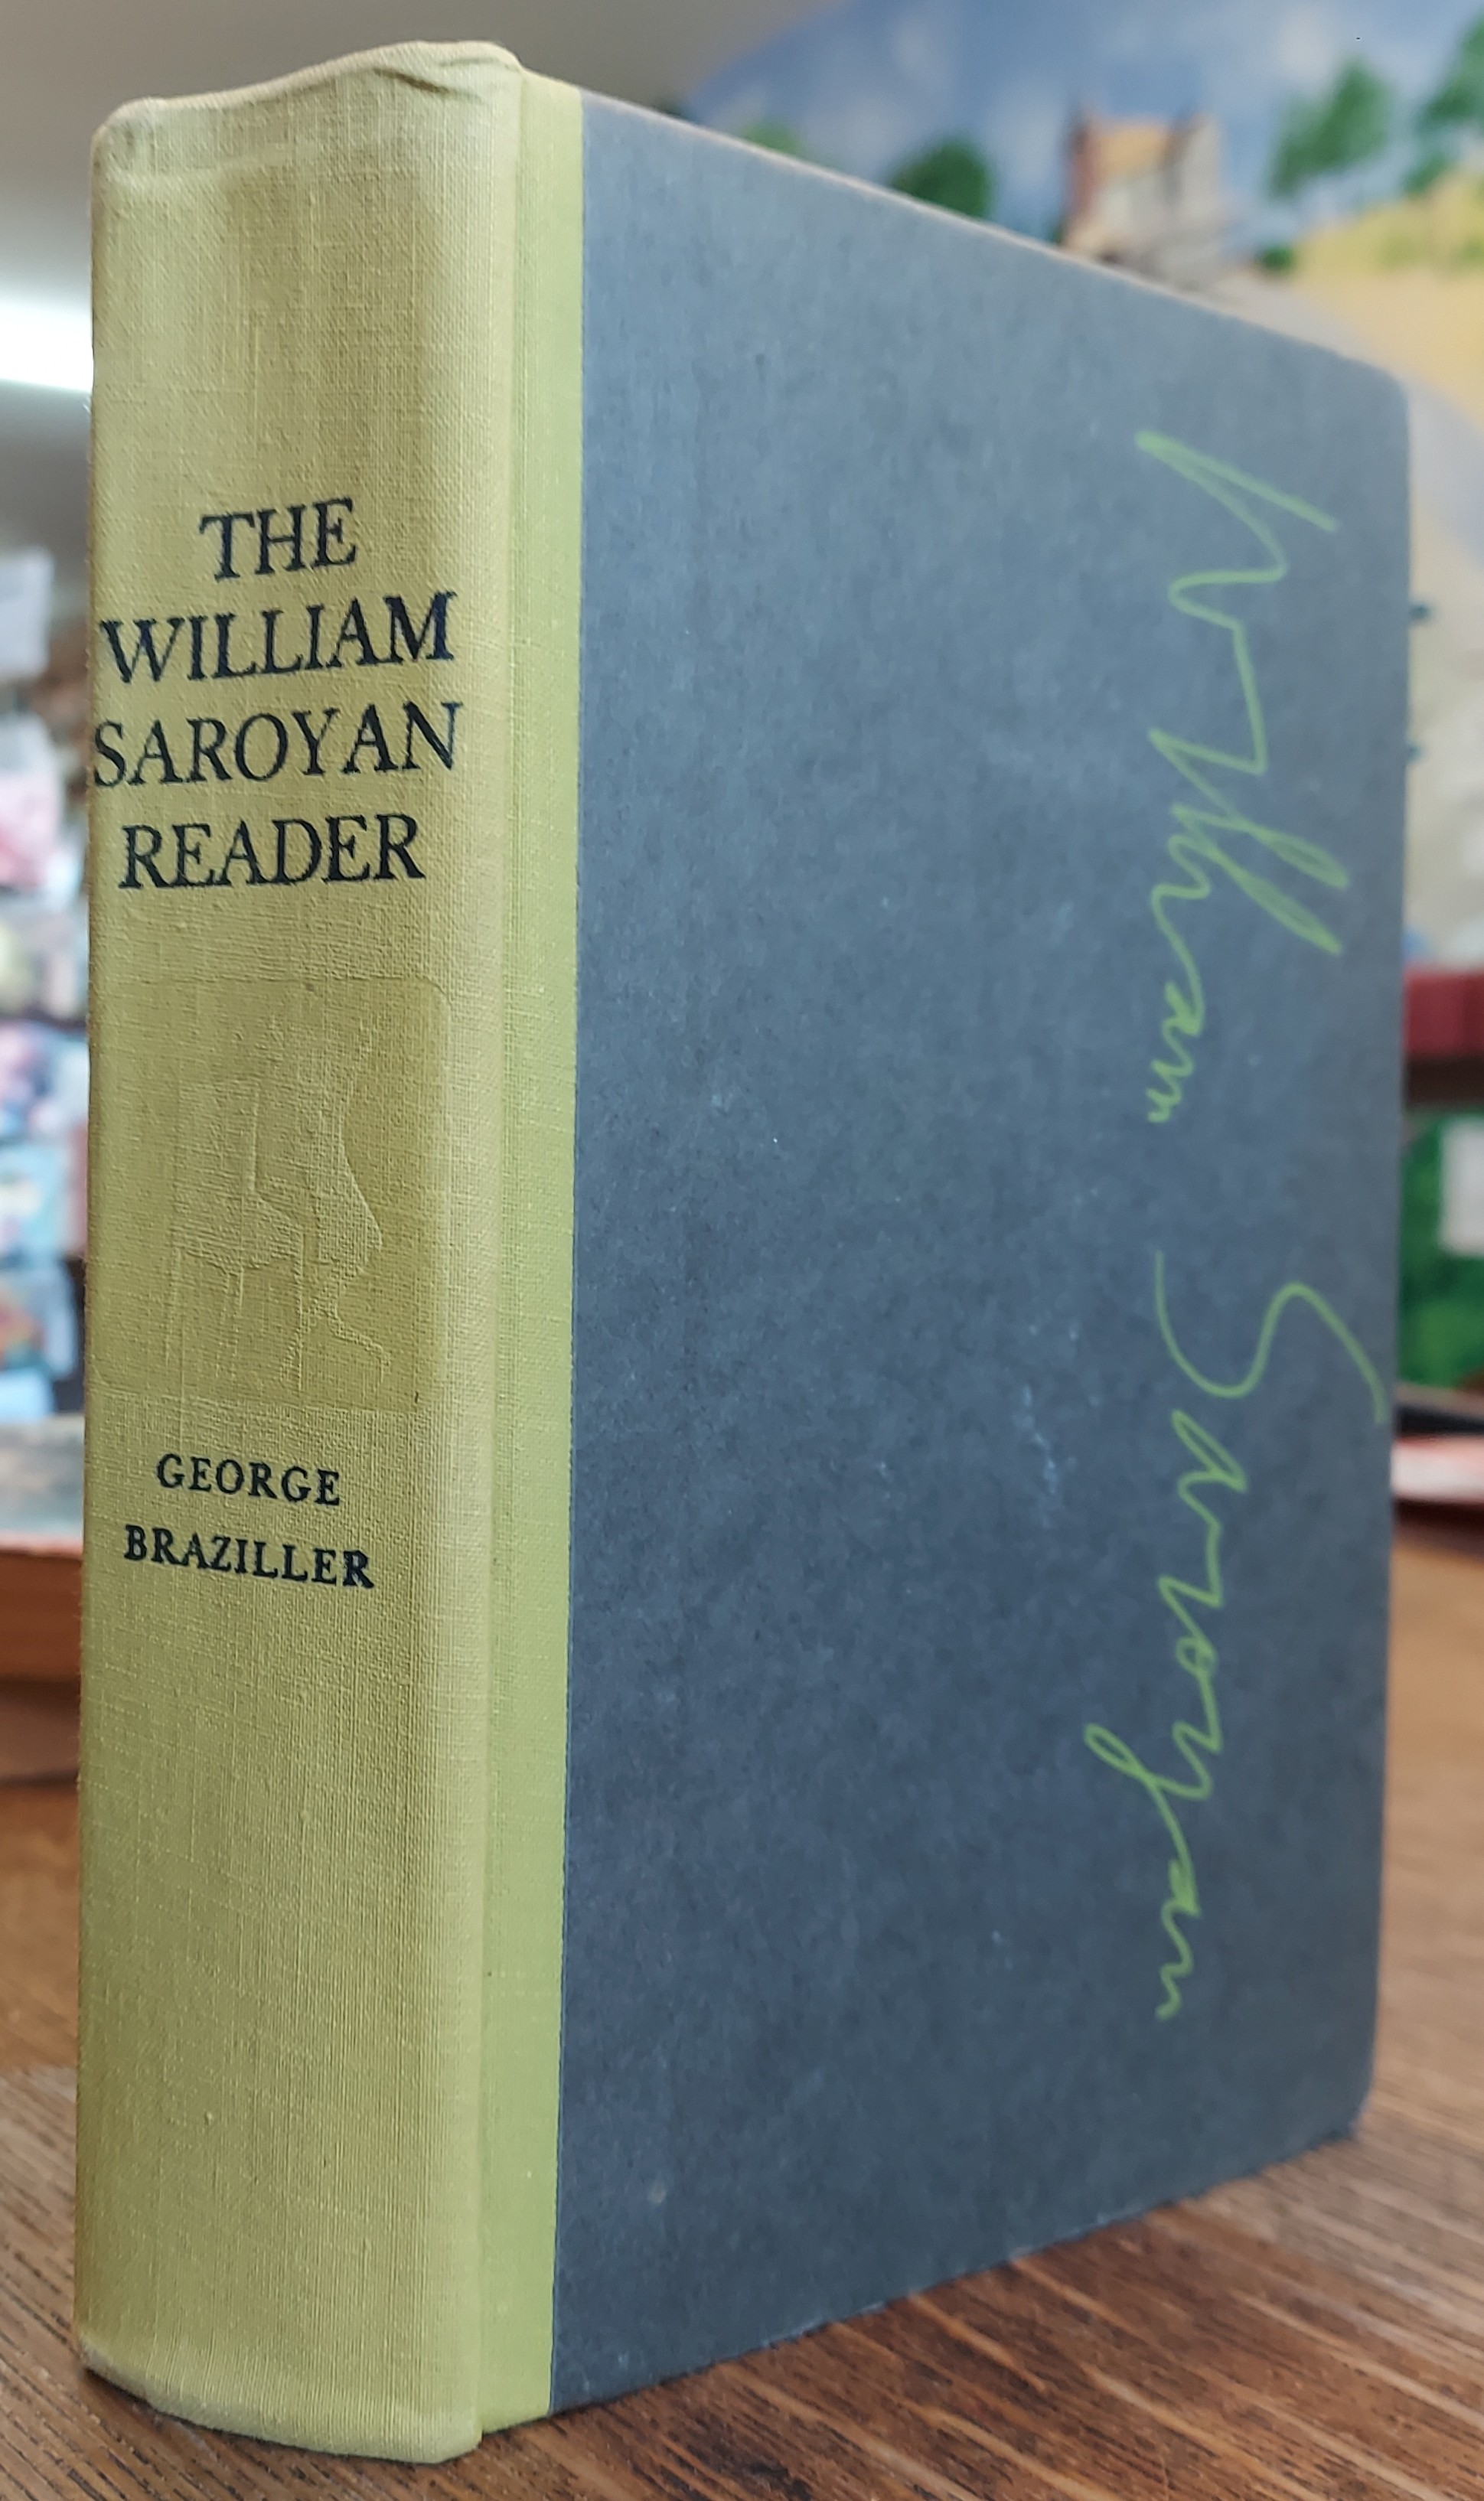 THE
WILLIAM
SAROYAN
READER
GEORGE
BRAZILLER
William Saroyan